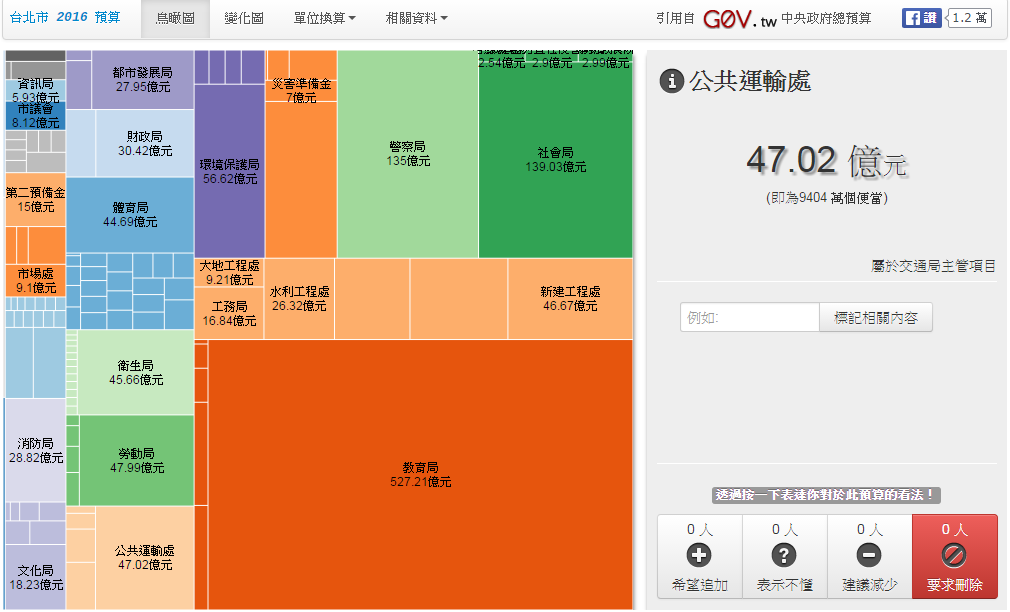 台北市 2016 預算
鳥瞰圖
變化圖
單位換算
相關資料
引用自 G0V.tw 中央政府總預算
讚
1.2 萬
資訊局
5.93億元
市議會
8.12億元
第二預備金
15億元
市場處
9.1億元
消防局
28.82億元
文化局
18.23億元
都市發展局
27.95億元
財政局
30.42億元
體育局
44.69億元
衛生局
45.66億元
勞動局
47.99億元
公共運輸處
47.02億元
環境保護局
56.62億元
災害準備金
7億元
警察局
135億元
2.54億元
2.9億元
2.99億元
社會局
139.03億元
大地工程處
9.21億元
工務局
16.84億元
水利工程處
26.32億元
新建工程處
46.67億元
教育局
527.21億元
公共運輸處
47.02 億元
(即為9404 萬個便當)
屬於交通局主管項目
例如:
標記相關內容
透過按一下表達你對於此預算的看法！
0 人
希望追加
0 人
表示不懂
0 人
建議減少
0 人
要求刪除